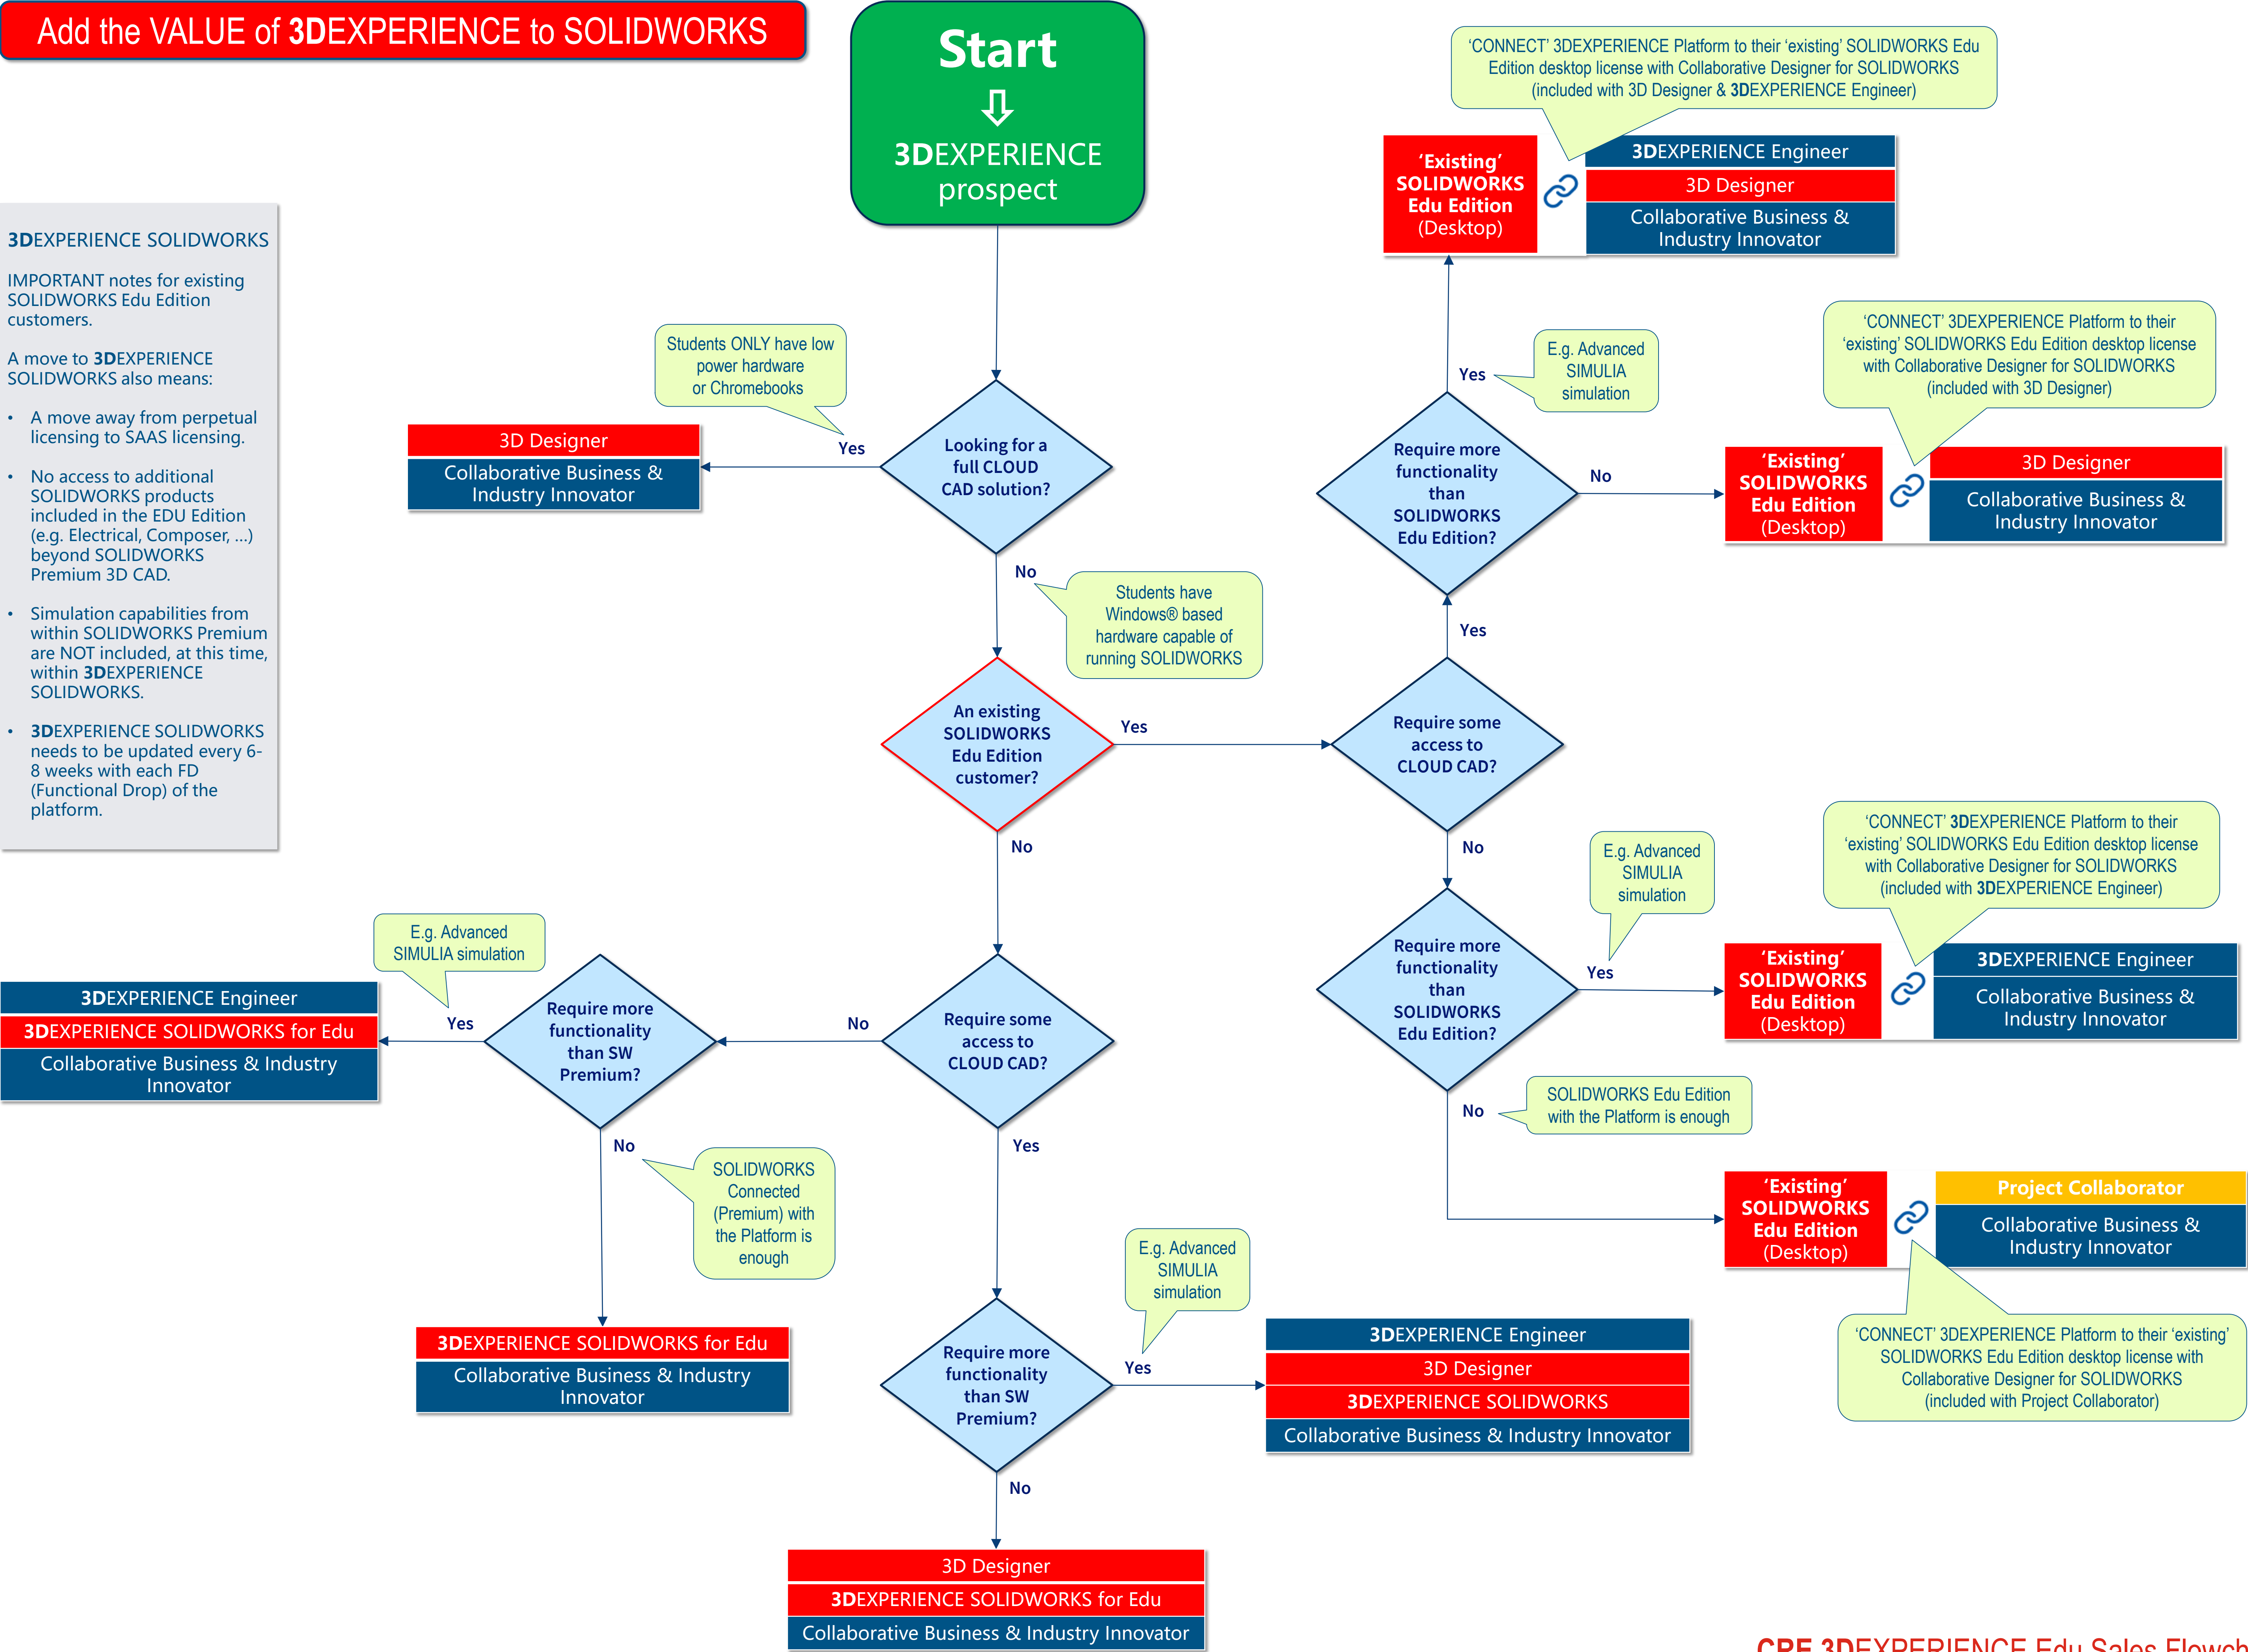 Add the VALUE of 3DEXPERIENCE to SOLIDWORKS
Start
3DEXPERIENCE
prospect
3DEXPERIENCE SOLIDWORKS
IMPORTANT notes for existing
SOLIDWORKS Edu Edition
customers.
A move to 3DEXPERIENCE
SOLIDWORKS also means:
• A move away from perpetual
licensing to SAAS licensing.
• No access to additional
SOLIDWORKS products
included in the EDU Edition
(e.g. Electrical, Composer, ...)
beyond SOLIDWORKS
Premium 3D CAD.
• Simulation capabilities from
within SOLIDWORKS Premium
are NOT included, at this time,
within 3DEXPERIENCE
SOLIDWORKS.
• 3DEXPERIENCE SOLIDWORKS
needs to be updated every 6-
8 weeks with each FD
(Functional Drop) of the
platform.
Students ONLY have low
power hardware
or Chromebooks
Yes
3D Designer
Collaborative Business &
Industry Innovator
Looking for a
full CLOUD
CAD solution?
No
Students have
Windows® based
hardware capable of
running SOLIDWORKS
An existing
SOLIDWORKS
Edu Edition
customer?
Yes
Require some
access to
CLOUD CAD?
Yes
Require more
functionality
than
SOLIDWORKS
Edu Edition?
Yes
E.g. Advanced
SIMULIA
simulation
'CONNECT' 3DEXPERIENCE Platform to their 'existing' SOLIDWORKS Edu
Edition desktop license with Collaborative Designer for SOLIDWORKS
(included with 3D Designer & 3DEXPERIENCE Engineer)
'Existing'
SOLIDWORKS
Edu Edition
(Desktop)
3DEXPERIENCE Engineer
3D Designer
Collaborative Business &
Industry Innovator
No
'CONNECT' 3DEXPERIENCE Platform to their
'existing' SOLIDWORKS Edu Edition desktop license
with Collaborative Designer for SOLIDWORKS
(included with 3D Designer)
'Existing'
SOLIDWORKS
Edu Edition
(Desktop)
3D Designer
Collaborative Business &
Industry Innovator
No
Require more
functionality
than
SOLIDWORKS
Edu Edition?
E.g. Advanced
SIMULIA
simulation
Yes
'CONNECT' 3DEXPERIENCE Platform to their
'existing' SOLIDWORKS Edu Edition desktop license
with Collaborative Designer for SOLIDWORKS
(included with 3DEXPERIENCE Engineer)
'Existing'
SOLIDWORKS
Edu Edition
(Desktop)
3DEXPERIENCE Engineer
Collaborative Business &
Industry Innovator
No
SOLIDWORKS Edu Edition
with the Platform is enough
'Existing'
SOLIDWORKS
Edu Edition
(Desktop)
Project Collaborator
Collaborative Business &
Industry Innovator
'CONNECT' 3DEXPERIENCE Platform to their 'existing'
SOLIDWORKS Edu Edition desktop license with
Collaborative Designer for SOLIDWORKS
(included with Project Collaborator)
No
Require some
access to
CLOUD CAD?
No
Require more
functionality
than SW
Premium?
E.g. Advanced
SIMULIA simulation
Yes
3DEXPERIENCE Engineer
3DEXPERIENCE SOLIDWORKS for Edu
Collaborative Business & Industry
Innovator
No
SOLIDWORKS
Connected
(Premium) with
the Platform is
enough
3DEXPERIENCE SOLIDWORKS for Edu
Collaborative Business & Industry
Innovator
Yes
Require more
functionality
than SW
Premium?
E.g. Advanced
SIMULIA
simulation
Yes
3DEXPERIENCE Engineer
3D Designer
3DEXPERIENCE SOLIDWORKS
Collaborative Business & Industry Innovator
No
3D Designer
3DEXPERIENCE SOLIDWORKS for Edu
Collaborative Business & Industry Innovator
3DEXPERIENCE Edu Sales